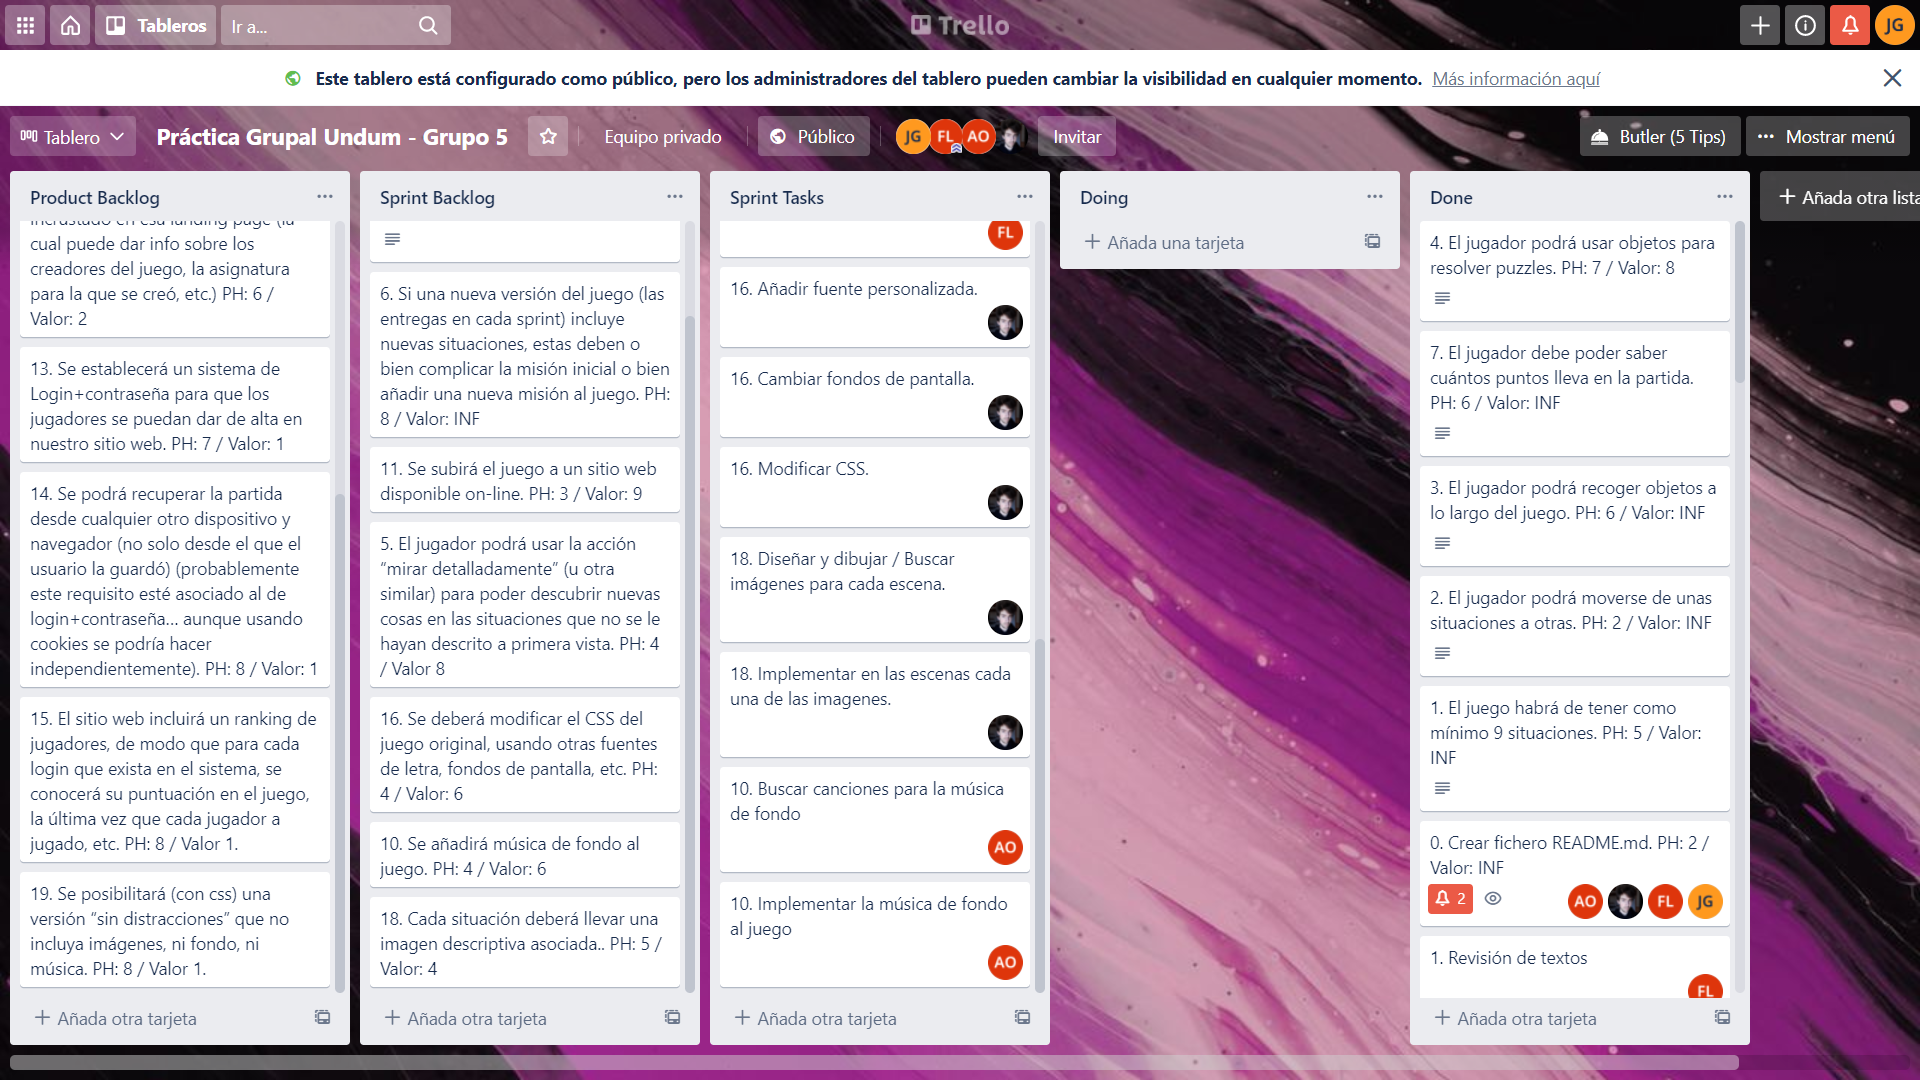 Tableros
Ir a...
Trello
JG
Este tablero está configurado como público, pero los administradores del tablero pueden cambiar la visibilidad en cualquier momento. Más información aquí
Tablero
Práctica Grupal Undum - Grupo 5
Equipo privado
Público
JG
FL
AO
Invitar
Butler (5 Tips)
Mostrar menú
Product Backlog
incrustado en esa landing page (la
cual puede dar info sobre los
creadores del juego, la asignatura
para la que se creó, etc.) PH: 6 /
Valor: 2
13. Se establecerá un sistema de
Login+contraseña para que los
jugadores se puedan dar de alta en
nuestro sitio web. PH: 7 / Valor: 1
14. Se podrá recuperar la partida
desde cualquier otro dispositivo y
navegador (no solo desde el que el
usuario la guardó) (probablemente
este requisito esté asociado al de
login+contraseña... aunque usando
cookies se podría hacer
independientemente). PH: 8 / Valor: 1
15. El sitio web incluirá un ranking de
jugadores, de modo que para cada
login que exista en el sistema, se
conocerá su puntuación en el juego,
la última vez que cada jugador a
jugado, etc. PH: 8 / Valor 1.
19. Se posibilitará (con css) una
versión “sin distracciones” que no
incluya imágenes, ni fondo, ni
música. PH: 8 / Valor 1.
Añada otra tarjeta
Sprint Backlog
6. Si una nueva versión del juego (las
entregas en cada sprint) incluye
nuevas situaciones, estas deben o
bien complicar la misión inicial o bien
añadir una nueva misión al juego. PH:
8 / Valor: INF
11. Se subirá el juego a un sitio web
disponible on-line. PH: 3 / Valor: 9
5. El jugador podrá usar la acción
“mirar detalladamente” (u otra
similar) para poder descubrir nuevas
cosas en las situaciones que no se le
hayan descrito a primera vista. PH: 4
/ Valor 8
16. Se deberá modificar el CSS del
juego original, usando otras fuentes
de letra, fondos de pantalla, etc. PH:
4 / Valor: 6
10. Se añadirá música de fondo al
juego. PH: 4 / Valor: 6
18. Cada situación deberá llevar una
imagen descriptiva asociada.. PH: 5 /
Valor: 4
Añada otra tarjeta
Sprint Tasks
FL
16. Añadir fuente personalizada.
16. Cambiar fondos de pantalla.
16. Modificar CSS.
18. Diseñar y dibujar / Buscar
imágenes para cada escena.
18. Implementar en las escenas cada
una de las imagenes.
10. Buscar canciones para la música
de fondo
AO
10. Implementar la música de fondo
al juego
AO
Añada otra tarjeta
Doing
Añada una tarjeta
Done
4. El jugador podrá usar objetos para
resolver puzzles. PH: 7 / Valor: 8
7. El jugador debe poder saber
cuántos puntos lleva en la partida.
PH: 6 / Valor: INF
3. El jugador podrá recoger objetos a
lo largo del juego. PH: 6 / Valor: INF
2. El jugador podrá moverse de unas
situaciones a otras. PH: 2 / Valor: INF
1. El juego habrá de tener como
mínimo 9 situaciones. PH: 5 / Valor:
INF
0. Crear fichero README.md. PH: 2 /
Valor: INF
2
AO
FL
JG
1. Revisión de textos
FL
Añada otra tarjeta
Añada otra lista